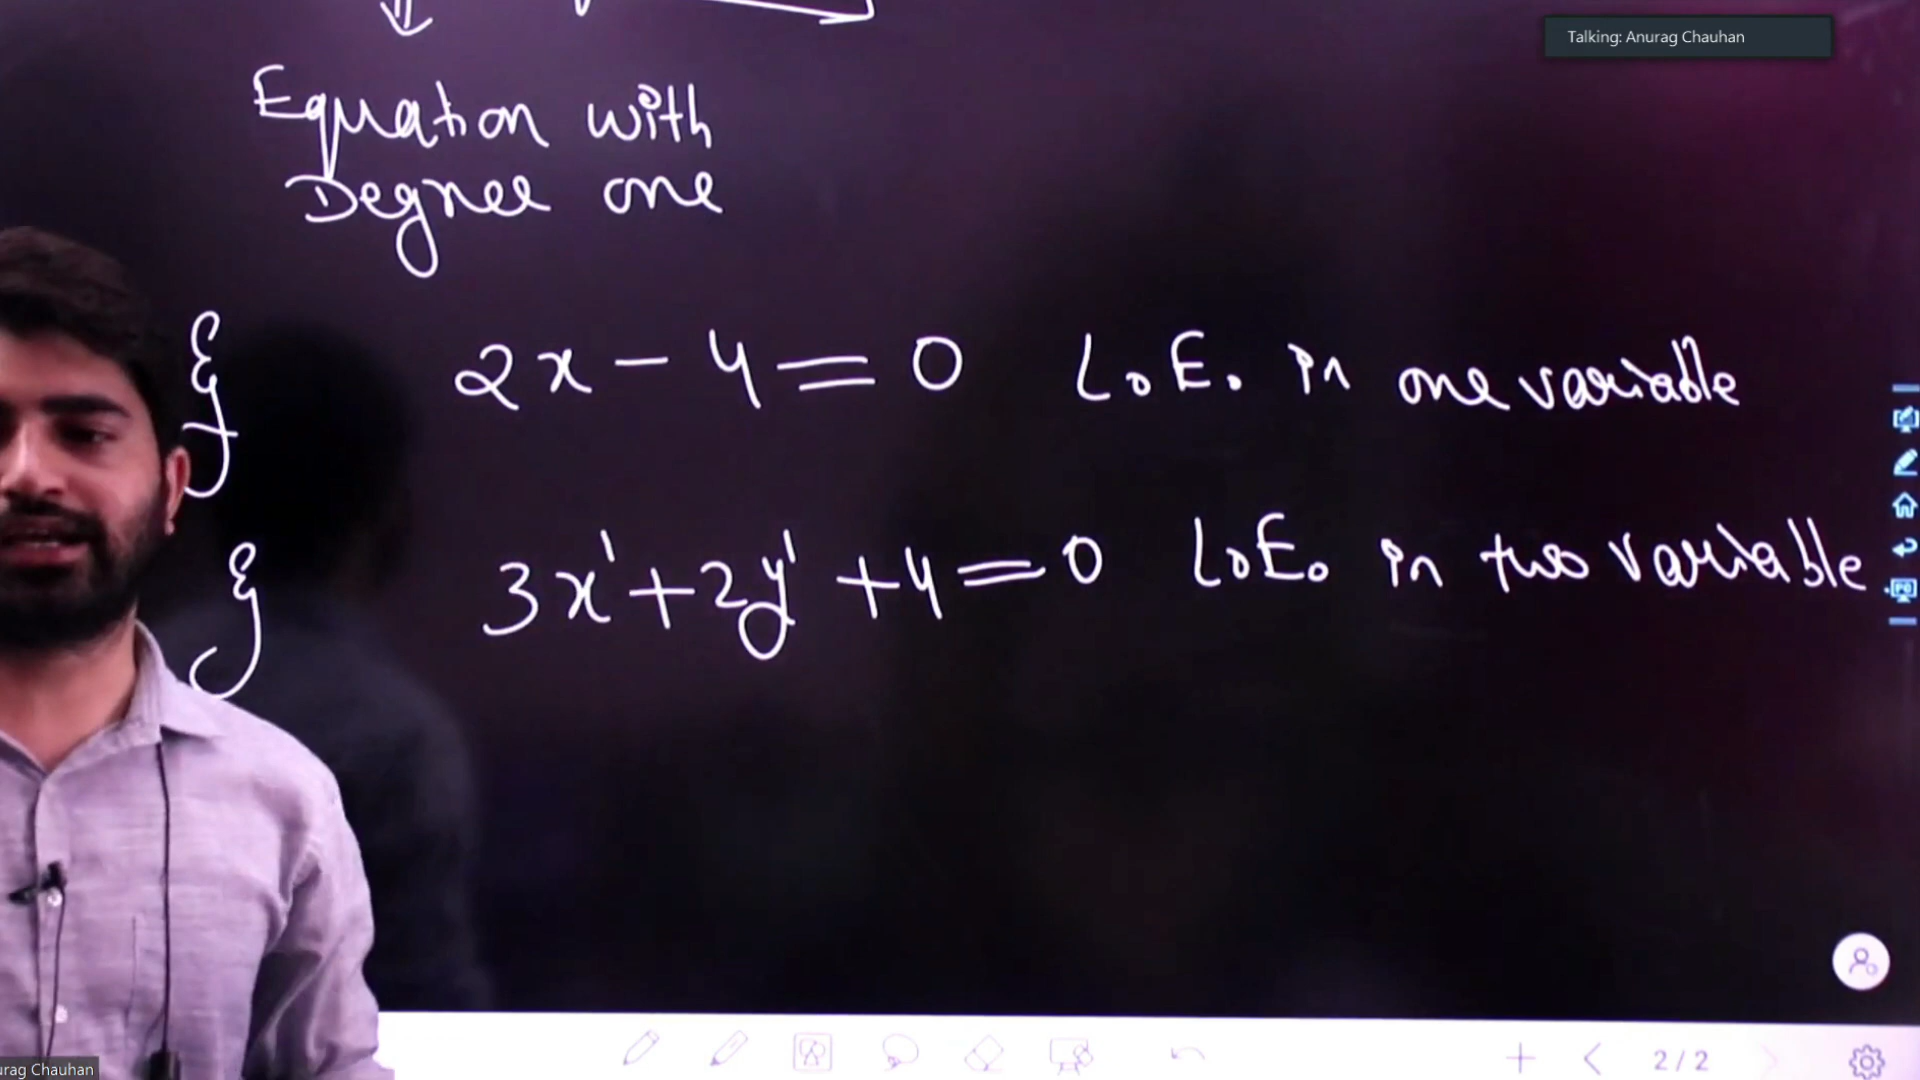 Talking: Anurag Chauhan
Equation with
Degree one
2x - 4 = 0 L.E. in one variable
3x¹ + 2y¹ + 4 = 0 L.E. in two variable
urag Chauhan
2/2